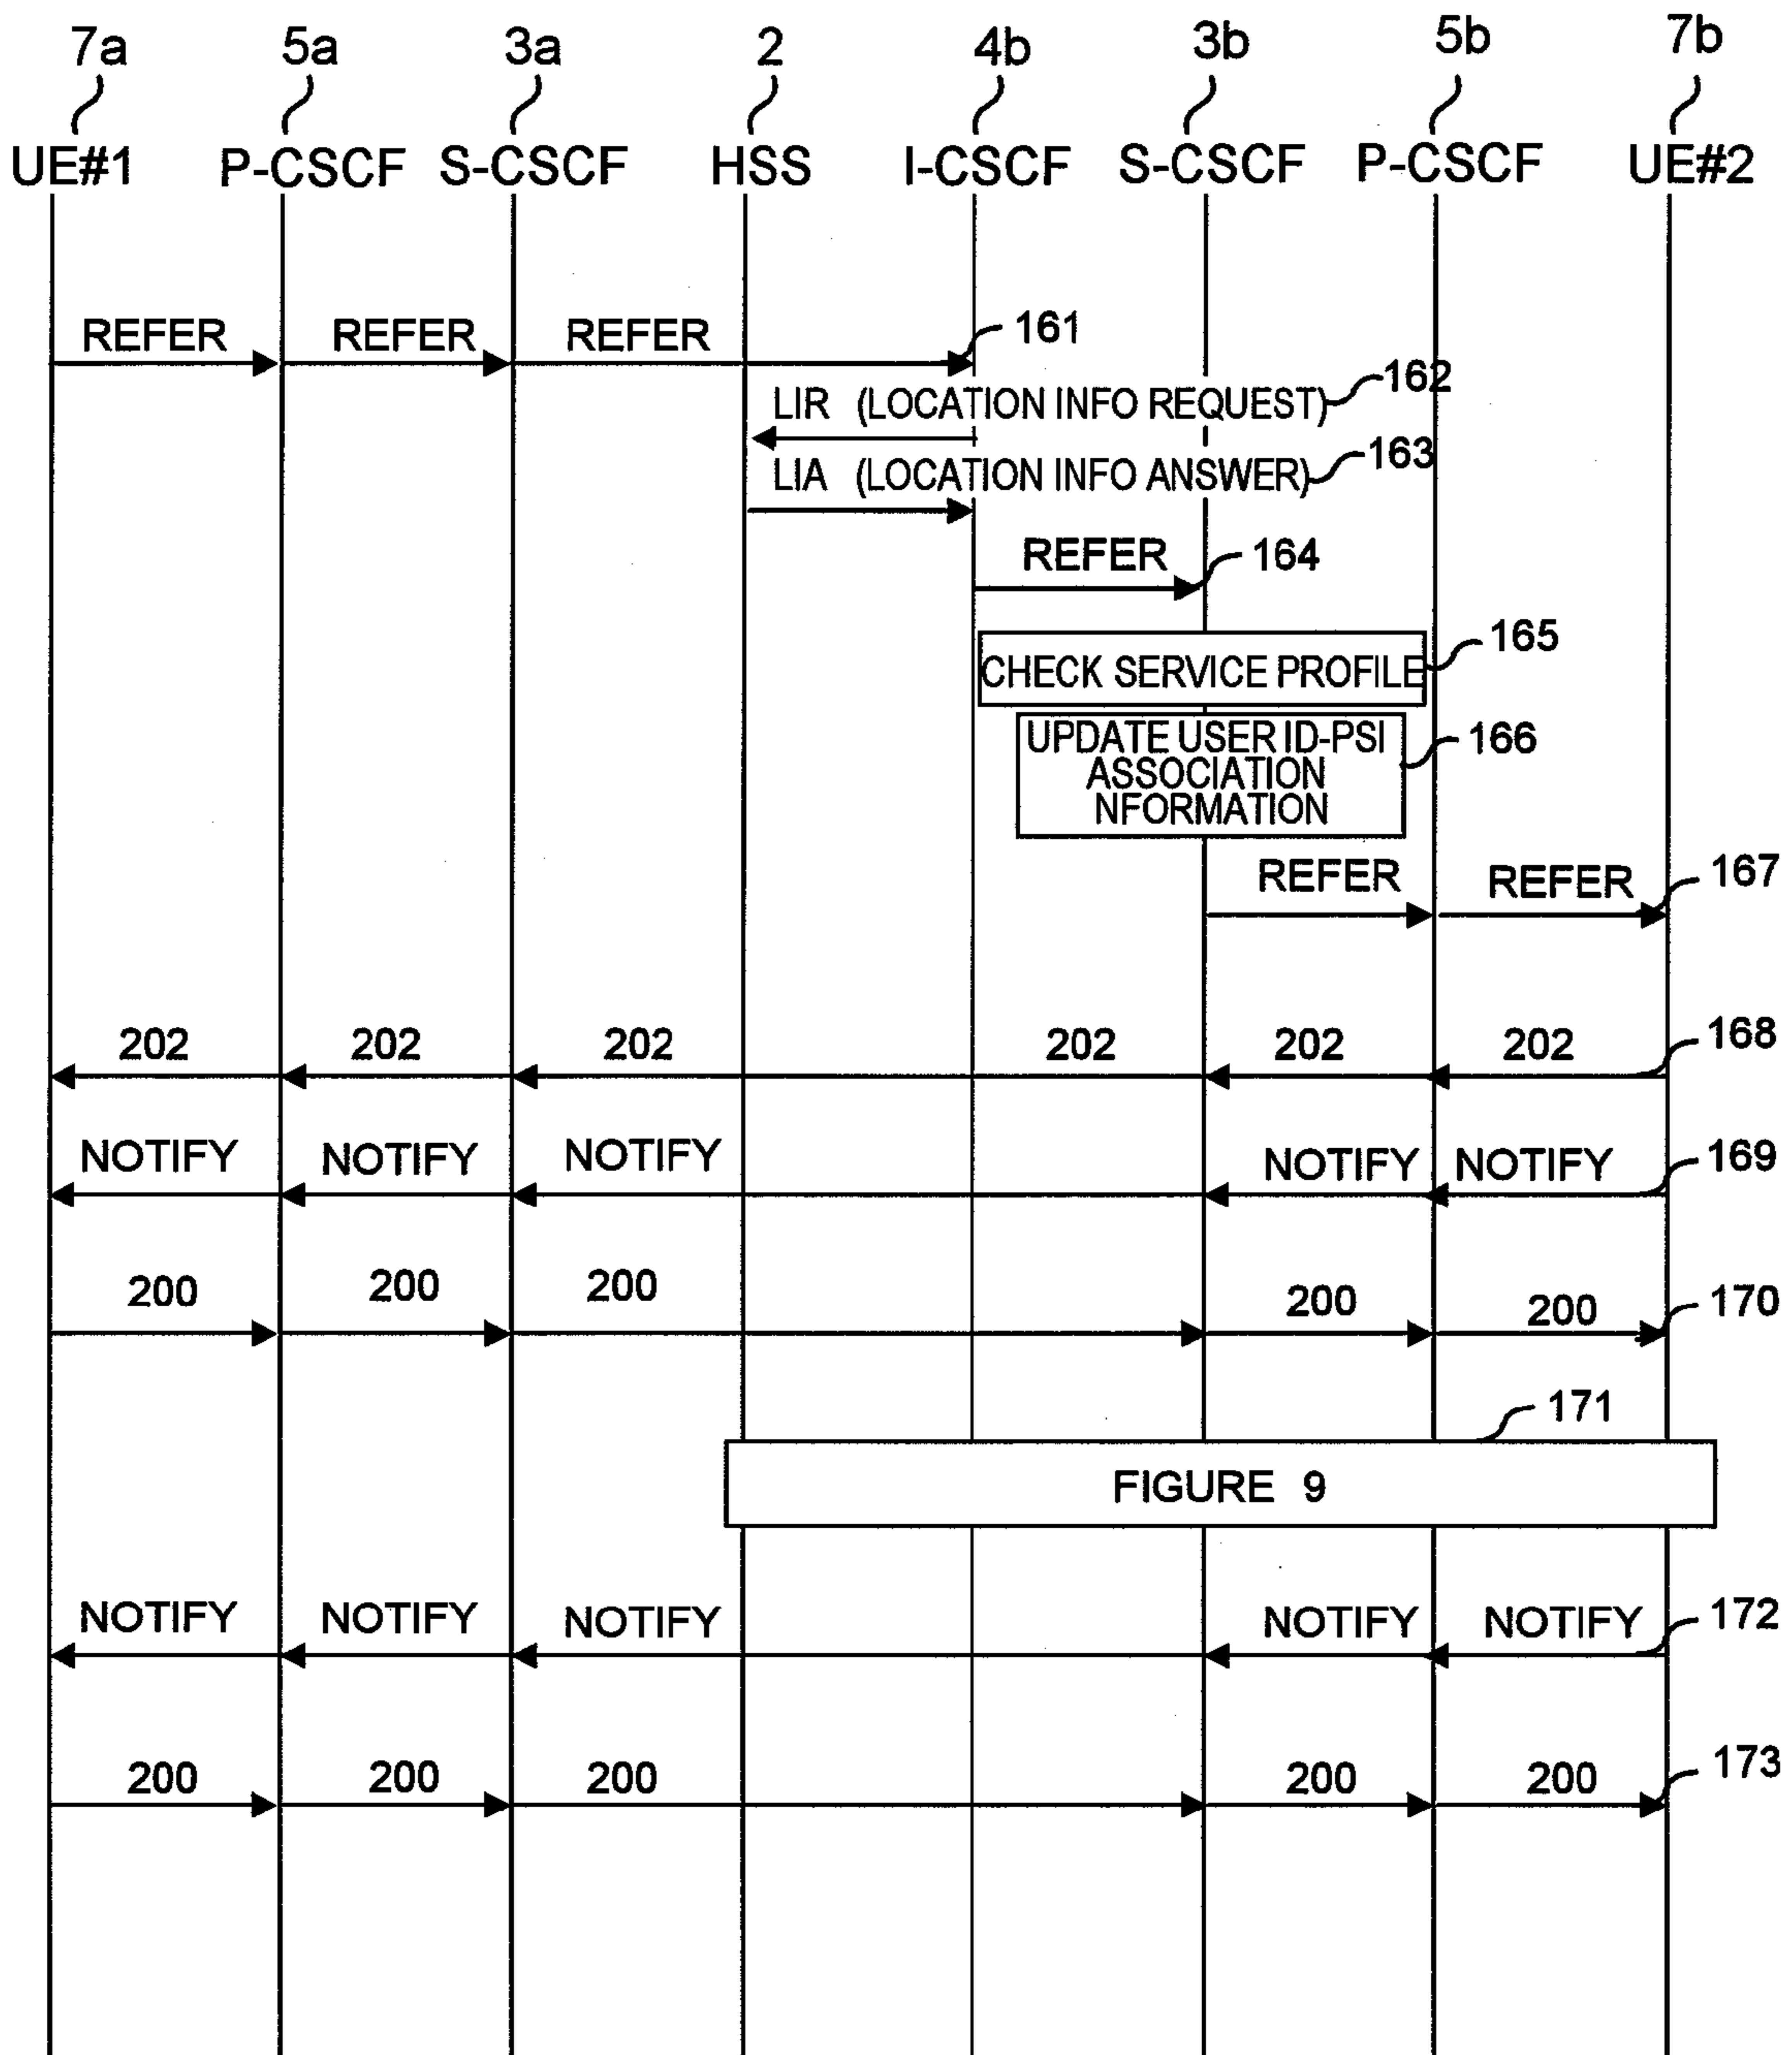 7a 5a 3a 2 4b 3b 5b 7b
UE#1 P-CSCF S-CSCF HSS I-CSCF S-CSCF P-CSCF UE#2
REFER REFER REFER 161
LIR (LOCATION INFO REQUEST) 162
LIA (LOCATION INFO ANSWER) 163
REFER 164
CHECK SERVICE PROFILE 165
UPDATE USER ID-PSI 166
ASSOCIATION
NFORMATION
REFER REFER 167
202 202 202 202 202 202 168
NOTIFY NOTIFY NOTIFY NOTIFY NOTIFY 169
200 200 200 200 200 170
171
FIGURE 9
NOTIFY NOTIFY NOTIFY NOTIFY NOTIFY 172
200 200 200 200 200 173